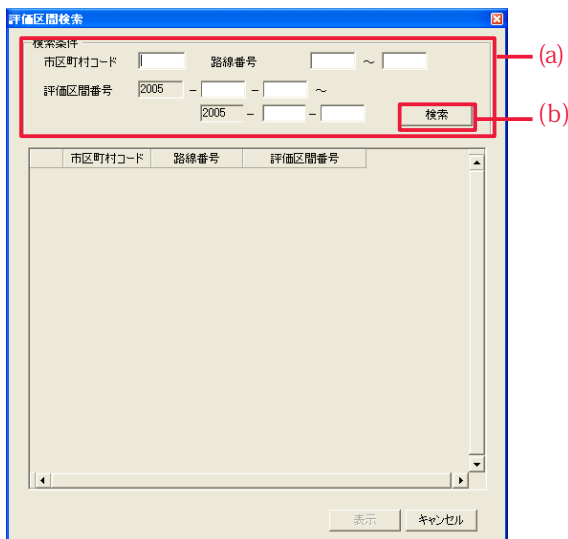 評価区間検索
検索条件
市区町村コード 路線番号 ～
(a)
評価区間番号 2005 - - ～
2005 - - 検索
(b)
市区町村コード 路線番号 評価区間番号
表示 キャンセル